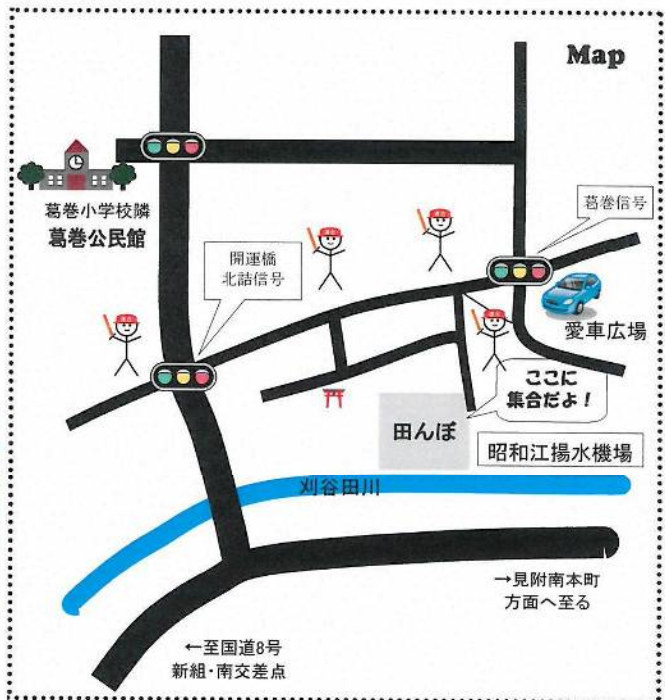 Map
葛巻信号
葛巻小学校隣
葛巻公民館
開運橋
北詰信号
愛車広場
ここに
集合だよ！
田んぼ
昭和江揚水機場
刈谷田川
→見附南本町
方面へ至る
←至国道8号
新組・南交差点